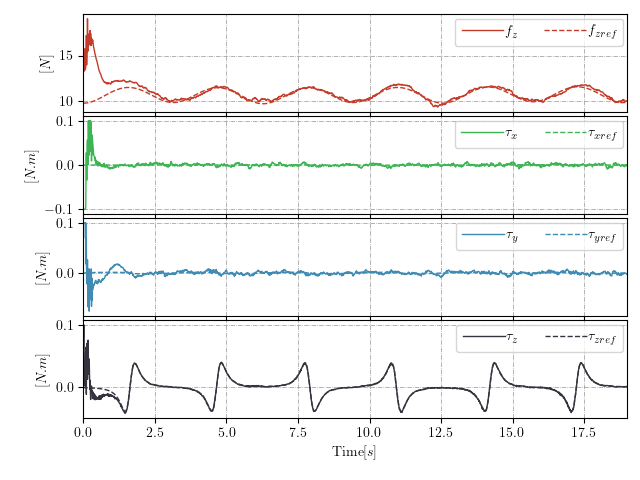 [N]
15
10
f_z f_zref
[N.m]
0.1
0.0
−0.1
τ_x τ_xref
[N.m]
0.1
0.0
τ_y τ_yref
[N.m]
0.1
0.0
τ_z τ_zref
0.0 2.5 5.0 7.5 10.0 12.5 15.0 17.5
Time[s]